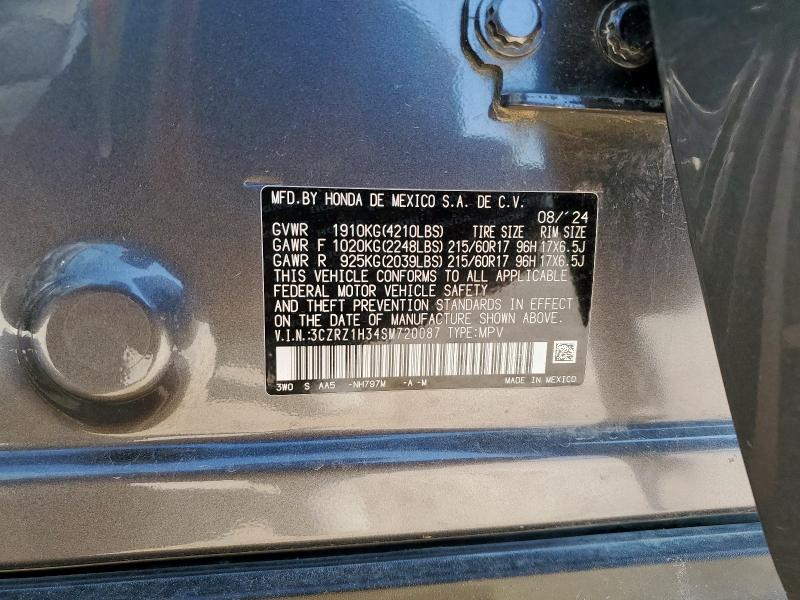 MFD.BY HONDA DE MEXICO S.A. DE C.V.
08/'24
GVWR 1910KG(4210LBS) TIRE SIZE RIM SIZE
GAWR F 1020KG(2248LBS) 215/60R17 96H 17X6.5J
GAWR R 925KG(2039LBS) 215/60R17 96H 17X6.5J
THIS VEHICLE CONFORMS TO ALL APPLICABLE
FEDERAL MOTOR VEHICLE SAFETY
AND THEFT PREVENTION STANDARDS IN EFFECT
ON THE DATE OF MANUFACTURE SHOWN ABOVE.
V.I.N.:3CZRZ1H34SM720087 TYPE:MPV
3W0 S AA5 -NH797M -A -M MADE IN MEXICO